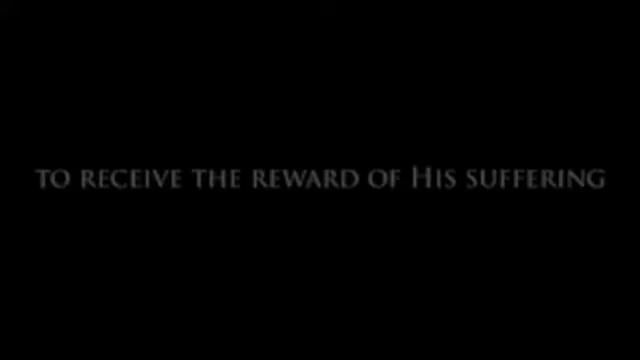 to receive the reward of His suffering